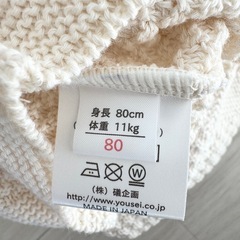 身長 80cm
体重 11kg
80
W
(株) 礒企画
http://www.yousei.co.jp
MADE IN JAPAN